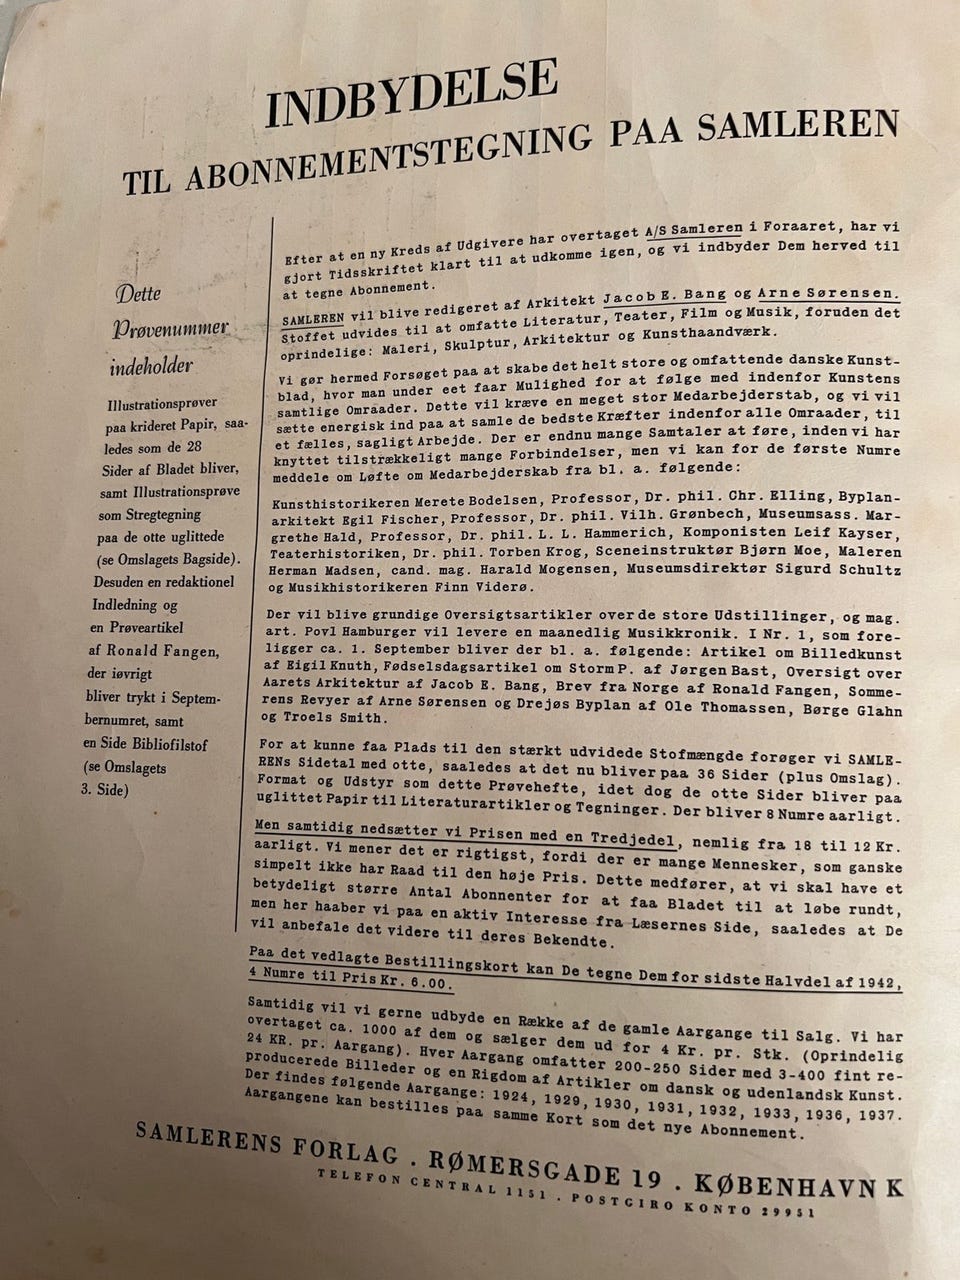 INDBYDELSE
TIL ABONNEMENTSTEGNING PAA SAMLEREN
Dette
Prøvenummer
indeholder
Illustrationsprøver
paa krideret Papir, saa-
ledes som de 28
Sider af Bladet bliver,
samt Illustrationsprøve
som Stregtegning
paa de otte uglittede
(se Omslagets Bagside).
Desuden en redaktionel
Indledning og
en Prøveartikel
af Ronald Fangen,
der iøvrigt
bliver trykt i Septem-
bernumret, samt
en Side Bibliofilstof
(se Omslagets
3. Side)
Efter at en ny Kreds af Udgivere har overtaget A/S Samleren i Foraaret, har vi
gjort Tidsskriftet klart til at udkomme igen, og vi indbyder Dem herved til
at tegne Abonnement.
SAMLEREN vil blive redigeret af Arkitekt Jacob E. Bang og Arne Sørensen.
Stoffet udvides til at omfatte Literatur, Teater, Film og Musik, foruden det
oprindelige: Maleri, Skulptur, Arkitektur og Kunsthaandværk.
Vi gør hermed Forsøget paa at skabe det helt store og omfattende danske Kunst-
blad, hvor man under eet faar Mulighed for at følge med indenfor Kunstens
samtlige Omraader. Dette vil kræve en meget stor Medarbejderstab, og vi vil
sætte energisk ind paa at samle de bedste Kræfter indenfor alle Omraader, til
et fælles, sagligt Arbejde. Der er endnu mange Samtaler at føre, inden vi har
knyttet tilstrækkeligt mange Forbindelser, men vi kan for de første Numre
meddele om Løfte om Medarbejderskab fra bl. a. følgende:
Kunsthistorikeren Merete Bodelsen, Professor, Dr. phil. Chr. Elling, Byplan-
arkitekt Egil Fischer, Professor, Dr. phil. Vilh. Grønbech, Museumsass. Mar-
grethe Hald, Professor, Dr. phil. L. L. Hammerich, Komponisten Leif Kayser,
Teaterhistoriken, Dr. phil. Torben Krog, Sceneinstruktør Bjørn Moe, Maleren
Herman Madsen, cand. mag. Harald Mogensen, Museumsdirektør Sigurd Schultz
og Musikhistorikeren Finn Viderø.
Der vil blive grundige Oversigtsartikler over de store Udstillinger, og mag.
art. Povl Hamburger vil levere en maanedlig Musikkronik. I Nr. 1, som fore-
ligger ca. 1. September bliver der bl. a. følgende: Artikel om Billedkunst
af Eigil Knuth, Fødselsdagsartikel om Storm P. af Jørgen Bast, Oversigt over
Aarets Arkitektur af Jacob E. Bang, Brev fra Norge af Ronald Fangen, Somme-
rens Revyer af Arne Sørensen og Drejøs Byplan af Ole Thomassen, Børge Glahn
og Troels Smith.
For at kunne faa Plads til den stærkt udvidede Stofmængde forøger vi SAMLE-
RENs Sidetal med otte, saaledes at det nu bliver paa 36 Sider (plus Omslag).
Format og Udstyr som dette Prøvehefte, idet dog de otte Sider bliver paa
uglittet Papir til Literaturartikler og Tegninger. Der bliver 8 Numre aarligt.
Men samtidig nedsætter vi Prisen med en Tredjedel, nemlig fra 18 til 12 Kr.
aarligt. Vi mener det er rigtigst, fordi der er mange Mennesker, som ganske
simpelt ikke har Raad til den høje Pris. Dette medfører, at vi skal have et
betydeligt større Antal Abonnenter for at faa Bladet til at løbe rundt,
men her haaber vi paa en aktiv Interesse fra Læsernes Side, saaledes at De
vil anbefale det videre til deres Bekendte.
Paa det vedlagte Bestillingskort kan De tegne Dem for sidste Halvdel af 1942,
4 Numre til Pris Kr. 6.00.
Samtidig vil vi gerne udbyde en Række af de gamle Aargange til Salg. Vi har
overtaget ca. 1000 af dem og sælger dem ud for 4 Kr. pr. Stk. (Oprindelig
24 KR. pr. Aargang). Hver Aargang omfatter 200-250 Sider med 3-400 fint re-
producerede Billeder og en Rigdom af Artikler om dansk og udenlandsk Kunst.
Der findes følgende Aargange: 1924, 1929, 1930, 1931, 1932, 1933, 1936, 1937.
Aargangene kan bestilles paa samme Kort som det nye Abonnement.
SAMLERENS FORLAG . RØMERSGADE 19 . KØBENHAVN K
TELEFON CENTRAL 1151 . POSTGIRO KONTO 29951